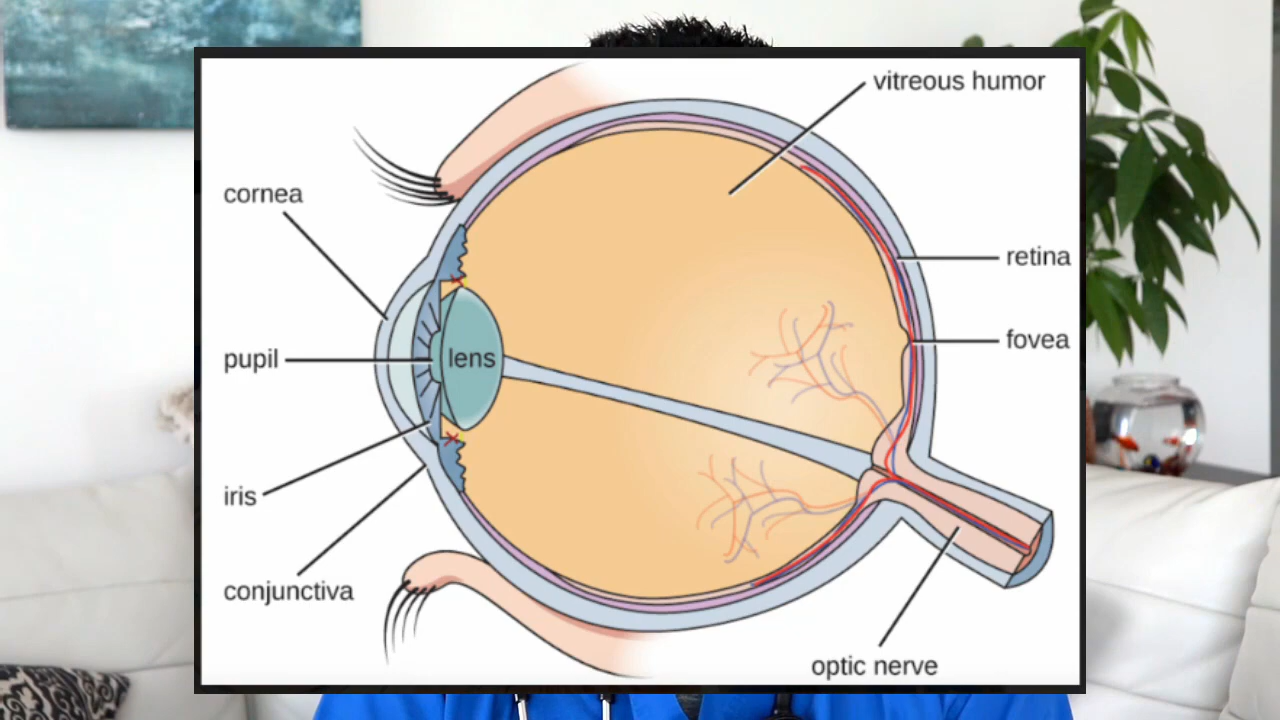 vitreous humor
cornea
retina
fovea
pupil
lens
iris
conjunctiva
optic nerve